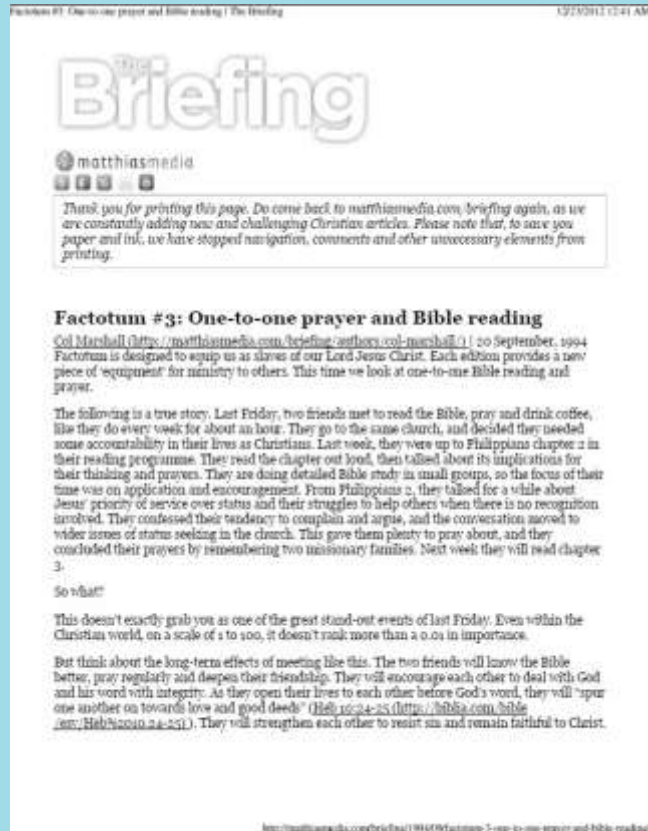 Factotum #3: One-to-one prayer and Bible reading | The Briefing
12/23/2012 12:41 AM
The
Briefing
matthiasmedia
Thank you for printing this page. Do come back to matthiasmedia.com/briefing again, as we
are constantly adding new and challenging Christian articles. Please note that, to save you
paper and ink, we have stopped navigation, comments and other unnecessary elements from
printing.
Factotum #3: One-to-one prayer and Bible reading
Col Marshall (http://matthiasmedia.com/briefing/authors/col-marshall/) | 20 September, 1994
Factotum is designed to equip us as slaves of our Lord Jesus Christ. Each edition provides a new
piece of 'equipment' for ministry to others. This time we look at one-to-one Bible reading and
prayer.
The following is a true story. Last Friday, two friends met to read the Bible, pray and drink coffee,
like they do every week for about an hour. They go to the same church, and decided they needed
some accountability in their lives as Christians. Last week, they were up to Philippians chapter 2 in
their reading programme. They read the chapter out loud, then talked about its implications for
their thinking and prayers. They are doing detailed Bible study in small groups, so the focus of their
time was on application and encouragement. From Philippians 2, they talked for a while about
Jesus' priority of service over status and their struggles to help others when there is no recognition
involved. They confessed their tendency to complain and argue, and the conversation moved to
wider issues of status seeking in the church. This gave them plenty to pray about, and they
concluded their prayers by remembering two missionary families. Next week they will read chapter
3.
So what?
This doesn't exactly grab you as one of the great stand-out events of last Friday. Even within the
Christian world, on a scale of 1 to 100, it doesn't rank more than a 0.01 in importance.
But think about the long-term effects of meeting like this. The two friends will know the Bible
better, pray regularly and deepen their friendship. They will encourage each other to deal with God
and his word with integrity. As they open their lives to each other before God's word, they will "spur
one another on towards love and good deeds" (Heb 10:24-25 (http://biblia.com/bible
/esv/Heb%2010.24-25) ). They will strengthen each other to resist sin and remain faithful to Christ.
http://matthiasmedia.com/briefing/1994/09/factotum-3-one-to-one-prayer-and-bible-reading/